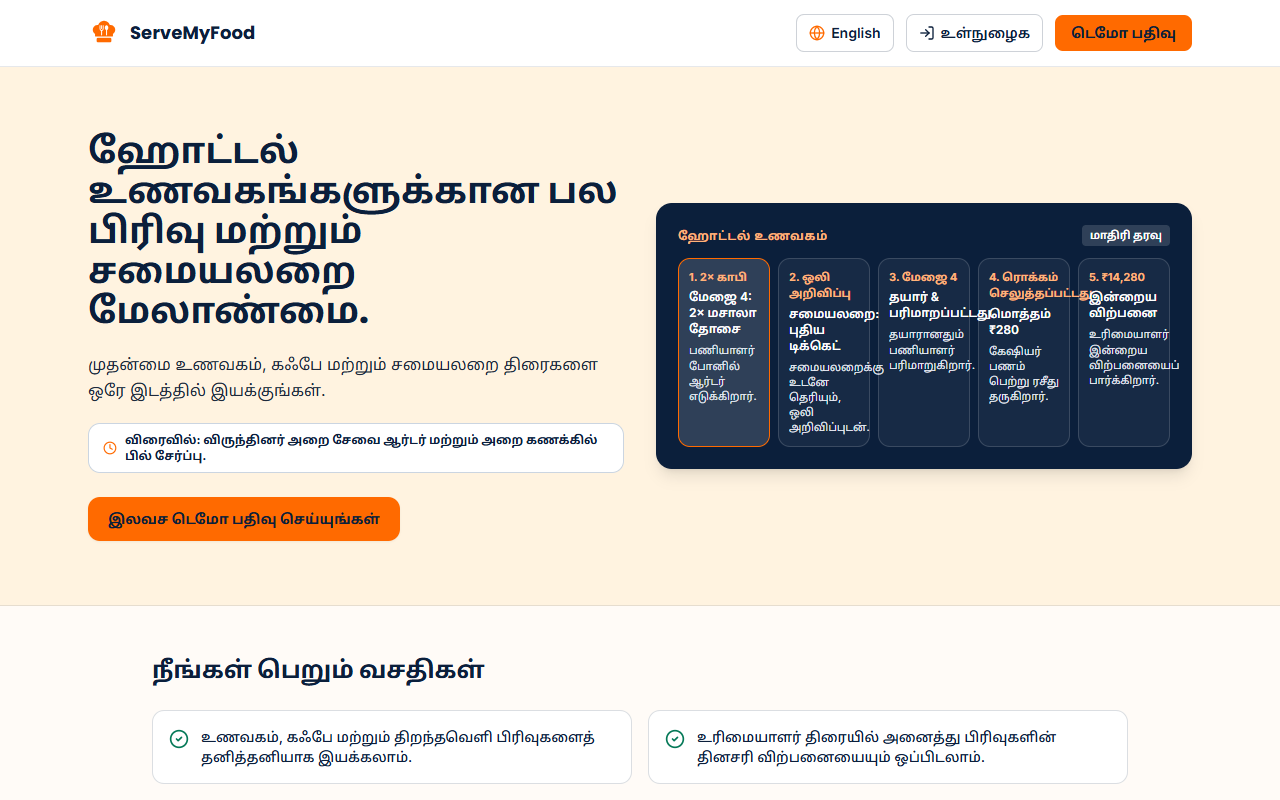 ServeMyFood
English
உள்நுழைக
டெமோ பதிவு
ஹோட்டல்
உணவகங்களுக்கான பல
பிரிவு மற்றும்
சமையலறை
மேலாண்மை.
முதன்மை உணவகம், கஃபே மற்றும் சமையலறை திரைகளை
ஒரே இடத்தில் இயக்குங்கள்.
விரைவில்: விருந்தினர் அறை சேவை ஆர்டர் மற்றும் அறை கணக்கில்
பில் சேர்ப்பு.
இலவச டெமோ பதிவு செய்யுங்கள்
ஹோட்டல் உணவகம்
மாதிரி தரவு
1. 2× காபி
மேஜை 4:
2× மசாலா
தோசை
பணியாளர்
போனில்
ஆர்டர்
எடுக்கிறார்.
2. ஒலி
அறிவிப்பு
சமையலறை:
புதிய
டிக்கெட்
சமையலறைக்கு
உடனே
தெரியும்,
ஒலி
அறிவிப்புடன்.
3. மேஜை 4
தயார் &
பரிமாறப்பட்டது
தயாரானதும்
பணியாளர்
பரிமாறுகிறார்.
4. ரொக்கம்
செலுத்தப்பட்டது
மொத்தம்
₹280
கேஷியர்
பணம்
பெற்று ரசீது
தருகிறார்.
5. ₹14,280
இன்றைய
விற்பனை
உரிமையாளர்
இன்றைய
விற்பனையைப்
பார்க்கிறார்.
நீங்கள் பெறும் வசதிகள்
உணவகம், கஃபே மற்றும் திறந்தவெளி பிரிவுகளைத்
தனித்தனியாக இயக்கலாம்.
உரிமையாளர் திரையில் அனைத்து பிரிவுகளின்
தினசரி விற்பனையையும் ஒப்பிடலாம்.